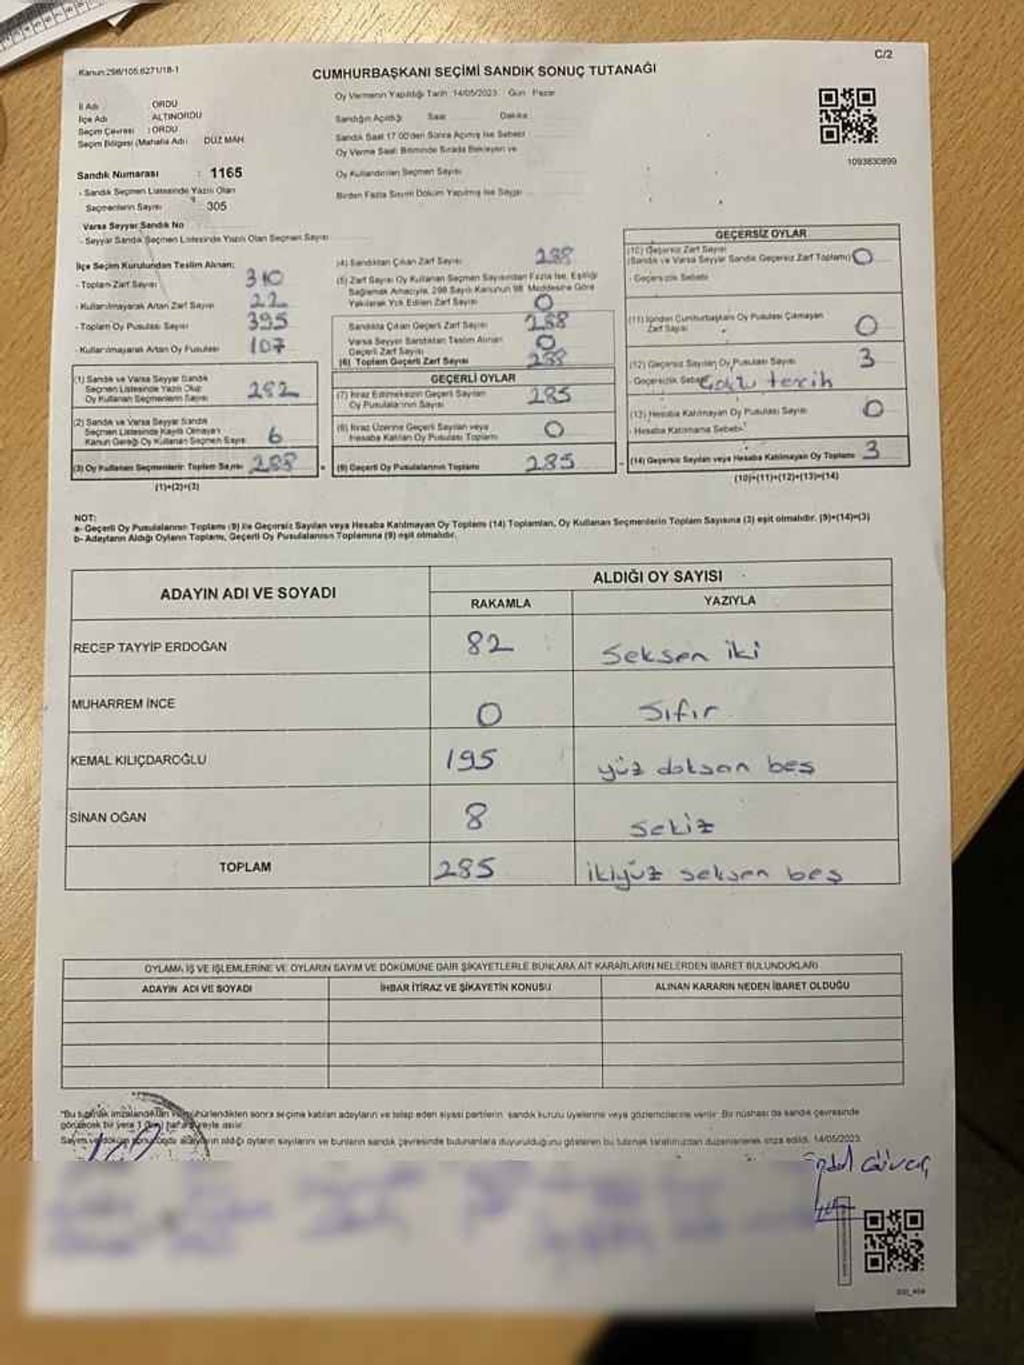 C/2
Kanun:298/105.6271/18-1
CUMHURBAŞKANI SEÇİMİ SANDIK SONUÇ TUTANAĞI
Oy Vermenin Yapıldığı Tarih :14/05/2023 Gün : Pazar
İl Adı : ORDU
İlçe Adı : ALTINORDU
Seçim Çevresi : ORDU
Seçim Bölgesi (Mahalle Adı) : DÜZ MAH
Sandığın Açıldığı Saat Dakika
Sandık Saat 17.00'den Sonra Açılmış İse Sebebi
Oy Verme Saati Bitiminde Sırada Bekleyen ve
Oy Kullandırılan Seçmen Sayısı
Birden Fazla Sayım Döküm Yapılmış İse Sayısı
1093830899
Sandık Numarası : 1165
- Sandık Seçmen Listesinde Yazılı Olan
Seçmenlerin Sayısı : 305
Varsa Seyyar Sandık No
- Seyyar Sandık Seçmen Listesinde Yazılı Olan Seçmen Sayısı
İlçe Seçim Kurulundan Teslim Alınan;
- Toplam Zarf Sayısı 310
- Kullanılmayarak Artan Zarf Sayısı 22
- Toplam Oy Pusulası Sayısı 395
- Kullanılmayarak Artan Oy Pusulası 107
(1) Sandık ve Varsa Seyyar Sandık
Seçmen Listesinde Yazılı Olup
Oy Kullanan Seçmenlerin Sayısı 282
(2) Sandık ve Varsa Seyyar Sandık
Seçmen Listesinde Kayıtlı Olmayıp
Kanun Gereği Oy Kullanan Seçmen Sayısı 6
(3) Oy Kullanan Seçmenlerin Toplam Sayısı 288
(1)+(2)=(3)
(4) Sandıktan Çıkan Zarf Sayısı 288
(5) Zarf Sayısı Oy Kullanan Seçmen Sayısından Fazla İse, Eşitliği
Sağlamak Amacıyla, 298 Sayılı Kanunun 98. Maddesine Göre
Yakılarak Yok Edilen Zarf Sayısı 0
Sandıkta Çıkan Geçerli Zarf Sayısı 288
Varsa Seyyar Sandıktan Teslim Alınan
Geçerli Zarf Sayısı 0
(6) Toplam Geçerli Zarf Sayısı 288
GEÇERLİ OYLAR
(7) İtiraz Edilmeksizin Geçerli Sayılan
Oy Pusulalarının Sayısı 285
(8) İtiraz Üzerine Geçerli Sayılan veya
Hesaba Katılan Oy Pusulası Toplamı 0
(9) Geçerli Oy Pusulalarının Toplamı 285
GEÇERSİZ OYLAR
(10) Geçersiz Zarf Sayısı
(Sandık ve Varsa Seyyar Sandık Geçersiz Zarf Toplamı) 0
- Geçersizlik Sebebi
(11) İçinden Cumhurbaşkanı Oy Pusulası Çıkmayan
Zarf Sayısı 0
(12) Geçersiz Sayılan Oy Pusulası Sayısı 3
- Geçersizlik Sebebi Çoklu tercih
(13) Hesaba Katılmayan Oy Pusulası Sayısı 0
- Hesaba Katılmama Sebebi
(14) Geçersiz Sayılan veya Hesaba Katılmayan Oy Toplamı 3
(10)+(11)+(12)+(13)=(14)
NOT:
a- Geçerli Oy Pusulalarının Toplamı (9) ile Geçersiz Sayılan veya Hesaba Katılmayan Oy Toplamı (14) Toplamları, Oy Kullanan Seçmenlerin Toplam Sayısına (3) eşit olmalıdır. (9)+(14)=(3)
b- Adayların Aldığı Oyların Toplamı, Geçerli Oy Pusulalarının Toplamına (9) eşit olmalıdır.
ADAYIN ADI VE SOYADI
ALDIĞI OY SAYISI
RAKAMLA YAZIYLA
RECEP TAYYİP ERDOĞAN 82 Seksen iki
MUHARREM İNCE 0 Sıfır
KEMAL KILIÇDAROĞLU 195 yüz doksan beş
SİNAN OĞAN 8 Sekiz
TOPLAM 285 ikiyüz seksen beş
OYLAMA İŞ VE İŞLEMLERİNE VE OYLARIN SAYIM VE DÖKÜMÜNE DAİR ŞİKAYETLERLE BUNLARA AİT KARARLARIN NELERDEN İBARET BULUNDUKLARI
ADAYIN ADI VE SOYADI İHBAR İTİRAZ VE ŞİKAYETİN KONUSU ALINAN KARARIN NEDEN İBARET OLDUĞU
*Bu tutanak imzalandıktan ve mühürlendikten sonra seçime katılan adayların ve talep eden siyasi partilerin sandık kurulu üyelerine veya gözlemcilerine verilir. Bir nüshası da sandık çevresinde
görülecek bir yere 1 (bir) hafta süreyle asılır.
Sayım ve döküm sonucunda adayların aldığı oyların sayılarını ve bunların sandık çevresinde bulunanlara duyurulduğunu gösteren bu tutanak tarafımızdan düzenlenerek imza edildi. 14/05/2023